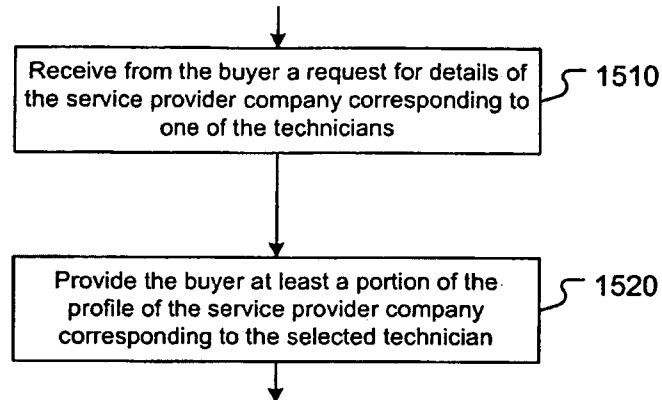 Receive from the buyer a request for details of
the service provider company corresponding to
one of the technicians
1510
Provide the buyer at least a portion of the
profile of the service provider company
corresponding to the selected technician
1520